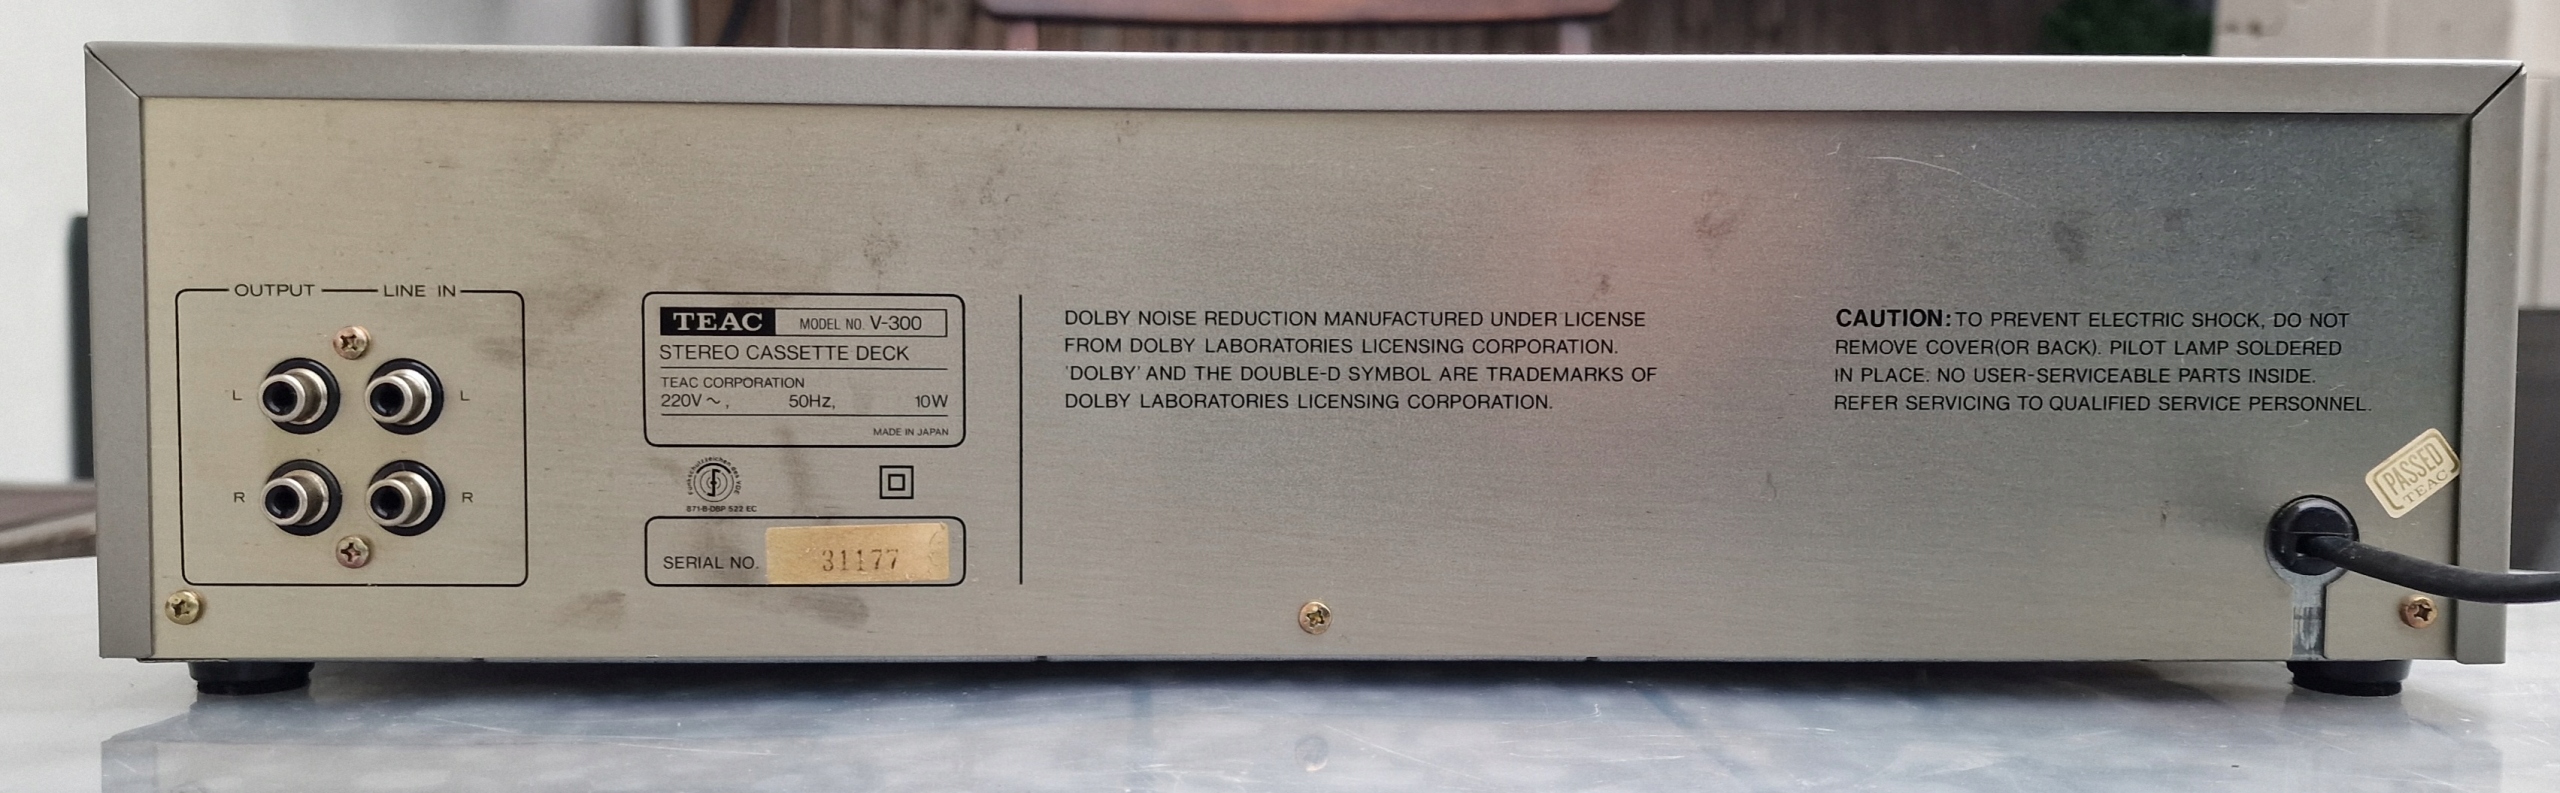 OUTPUT LINE IN
L L
R R
TEAC MODEL NO. V-300
STEREO CASSETTE DECK
TEAC CORPORATION
220V ~, 50Hz, 10W
MADE IN JAPAN
Funkschutzzeichen des VDE
871-B-DBP 522 EC
SERIAL NO. 31177
DOLBY NOISE REDUCTION MANUFACTURED UNDER LICENSE
FROM DOLBY LABORATORIES LICENSING CORPORATION.
'DOLBY' AND THE DOUBLE-D SYMBOL ARE TRADEMARKS OF
DOLBY LABORATORIES LICENSING CORPORATION.
CAUTION: TO PREVENT ELECTRIC SHOCK, DO NOT
REMOVE COVER(OR BACK). PILOT LAMP SOLDERED
IN PLACE. NO USER-SERVICEABLE PARTS INSIDE.
REFER SERVICING TO QUALIFIED SERVICE PERSONNEL.
PASSED
TEAC